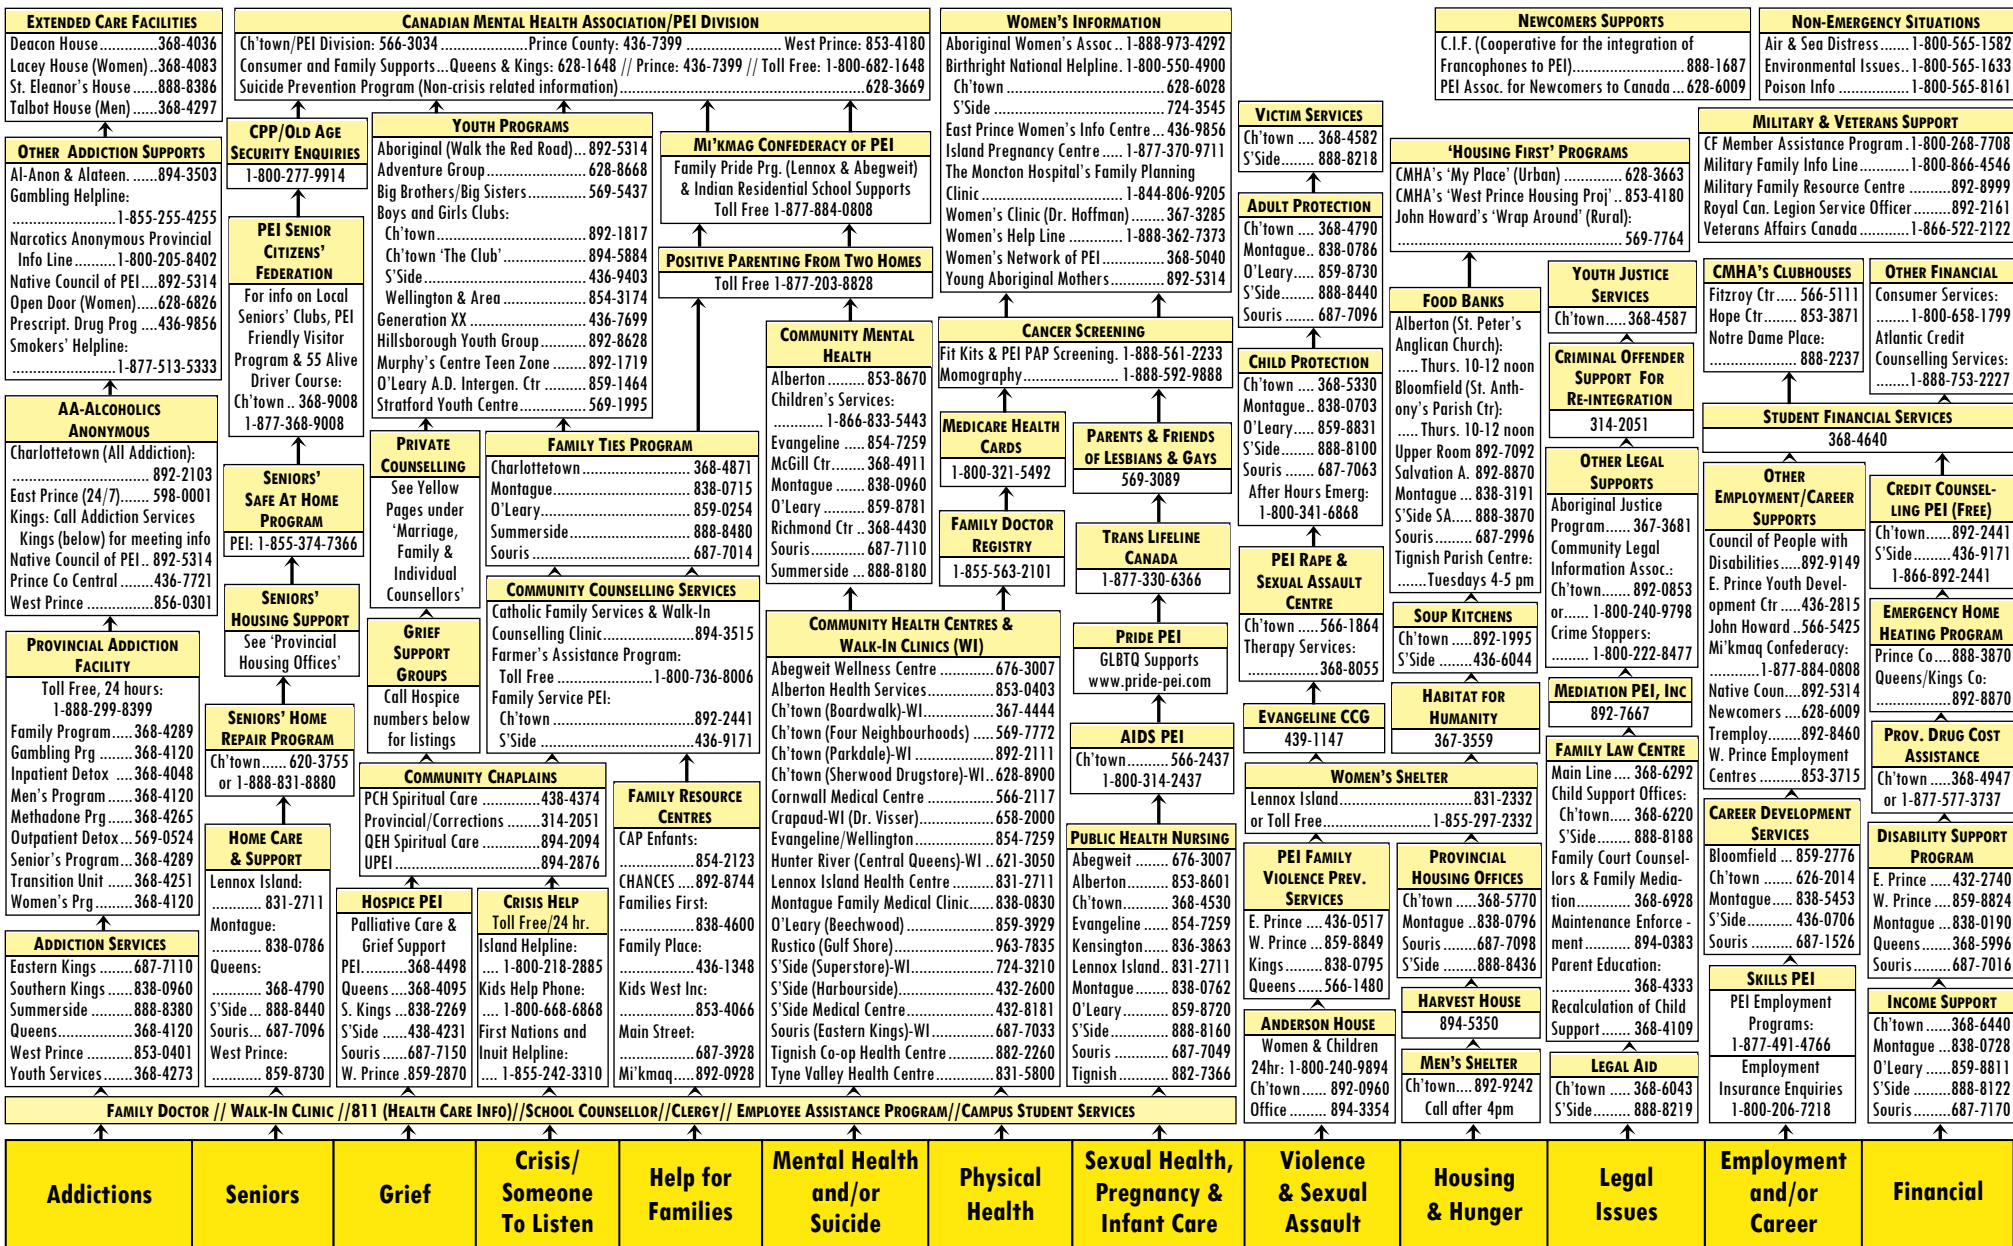 EXTENDED CARE FACILITIES
Deacon House.............368-4036
Lacey House (Women)..368-4083
St. Eleanor's House ......888-8386
Talbot House (Men) ......368-4297
OTHER ADDICTION SUPPORTS
Al-Anon & Alateen. ......894-3503
Gambling Helpline:
.......................1-855-255-4255
Narcotics Anonymous Provincial
Info Line...........1-800-205-8402
Native Council of PEI....892-5314
Open Door (Women)....628-6826
Prescript. Drug Prog ....436-9856
Smokers' Helpline:
.......................1-877-513-5333
AA-ALCOHOLICS
ANONYMOUS
Charlottetown (All Addiction):
............................... 892-2103
East Prince (24/7)....... 598-0001
Kings: Call Addiction Services
Kings (below) for meeting info
Native Council of PEI.. 892-5314
Prince Co Central .........436-7721
West Prince ...............856-0301
PROVINCIAL ADDICTION
FACILITY
Toll Free, 24 hours:
1-888-299-8399
Family Program.....368-4289
Gambling Prg ......368-4120
Inpatient Detox ....368-4048
Men's Program......368-4120
Methadone Prg.....368-4265
Outpatient Detox...569-0524
Senior's Program...368-4289
Transition Unit ......368-4251
Women's Prg........368-4120
ADDICTION SERVICES
Eastern Kings .........687-7110
Southern Kings .......838-0960
Summerside ...........888-8380
Queens..................368-4120
West Prince ..........853-0401
Youth Services........368-4273
CANADIAN MENTAL HEALTH ASSOCIATION/PEI DIVISION
Ch'town/PEI Division: 566-3034 ....................Prince County: 436-7399 ...................... West Prince: 853-4180
Consumer and Family Supports...Queens & Kings: 628-1648 // Prince: 436-7399 // Toll Free: 1-800-682-1648
Suicide Prevention Program (Non-crisis related information).......................................................628-3669
CPP/OLD AGE
SECURITY ENQUIRIES
1-800-277-9914
PEI SENIOR
CITIZENS'
FEDERATION
For info on Local
Seniors' Clubs, PEI
Friendly Visitor
Program & 55 Alive
Driver Course:
Ch'town .. 368-9008
1-877-368-9008
SENIORS'
SAFE AT HOME
PROGRAM
PEI: 1-855-374-7366
SENIORS'
HOUSING SUPPORT
See 'Provincial
Housing Offices'
SENIORS' HOME
REPAIR PROGRAM
Ch'town...... 620-3755
or 1-888-831-8880
HOME CARE
& SUPPORT
Lennox Island:
............ 831-2711
Montague:
............ 838-0786
Queens:
............ 368-4790
S'Side... 888-8440
Souris... 687-7096
West Prince:
............ 859-8730
YOUTH PROGRAMS
Aboriginal (Walk the Red Road)...892-5314
Adventure Group.......................628-8668
Big Brothers/Big Sisters..............569-5437
Boys and Girls Clubs:
Ch'town.................................892-1817
Ch'town 'The Club' ...................894-5884
S'Side....................................436-9403
Wellington & Area ...................854-3174
Generation XX .........................436-7699
Hillsborough Youth Group...........892-8628
Murphy's Centre Teen Zone .........892-1719
O'Leary A.D. Intergen. Ctr ..........859-1464
Stratford Youth Centre...............569-1995
PRIVATE
COUNSELLING
See Yellow
Pages under
'Marriage,
Family &
Individual
Counsellors'
GRIEF
SUPPORT
GROUPS
Call Hospice
numbers below
for listings
FAMILY TIES PROGRAM
Charlottetown......................... 368-4871
Montague............................... 838-0715
O'Leary..................................859-0254
Summerside............................ 888-8480
Souris ................................... 687-7014
COMMUNITY COUNSELLING SERVICES
Catholic Family Services & Walk-In
Counselling Clinic....................894-3515
Farmer's Assistance Program:
Toll Free ......................1-800-736-8006
Family Service PEI:
Ch'town ..............................892-2441
S'Side ................................436-9171
COMMUNITY CHAPLAINS
PCH Spiritual Care .............438-4374
Provincial/Corrections .........314-2051
QEH Spiritual Care .............894-2094
UPEI ...............................894-2876
HOSPICE PEI
Palliative Care &
Grief Support
PEI..........368-4498
Queens ...368-4095
S. Kings ..838-2269
S'Side .....438-4231
Souris ......687-7150
W. Prince .859-2870
CRISIS HELP
Toll Free/24 hr.
Island Helpline:
.... 1-800-218-2885
Kids Help Phone:
.... 1-800-668-6868
First Nations and
Inuit Helpline:
.... 1-855-242-3310
MI'KMAG CONFEDERACY OF PEI
Family Pride Prg. (Lennox & Abegweit)
& Indian Residential School Supports
Toll Free 1-877-884-0808
POSITIVE PARENTING FROM TWO HOMES
Toll Free 1-877-203-8828
FAMILY RESOURCE
CENTRES
CAP Enfants:
.................854-2123
CHANCES ....892-8744
Families First:
.................838-4600
Family Place:
.................436-1348
Kids West Inc:
.................853-4066
Main Street:
.................687-3928
Mi'kmaq.....892-0928
COMMUNITY MENTAL
HEALTH
Alberton ........ 853-8670
Children's Services:
............ 1-866-833-5443
Evangeline .... 854-7259
McGill Ctr....... 368-4911
Montague ....... 838-0960
O'Leary .......... 859-8781
Richmond Ctr .. 368-4430
Souris............. 687-7110
Summerside ... 888-8180
COMMUNITY HEALTH CENTRES &
WALK-IN CLINICS (WI)
Abegweit Wellness Centre ............. 676-3007
Alberton Health Services................853-0403
Ch'town (Boardwalk)-WI................367-4444
Ch'town (Four Neighbourhoods) .....569-7772
Ch'town (Parkdale)-WI .................892-2111
Ch'town (Sherwood Drugstore)-WI..628-8900
Cornwall Medical Centre ...............566-2117
Crapaud-WI (Dr. Visser).................658-2000
Evangeline/Wellington..................854-7259
Hunter River (Central Queens)-WI ..621-3050
Lennox Island Health Centre ..........831-2711
Montague Family Medical Clinic......838-0830
O'Leary (Beechwood) ...................859-3929
Rustico (Gulf Shore)......................963-7835
S'Side (Superstore)-WI..................724-3210
S'Side (Harbourside).....................432-2600
S'Side Medical Centre...................432-8181
Souris (Eastern Kings)-WI..............687-7033
Tignish Co-op Health Centre ..........882-2260
Tyne Valley Health Centre..............831-5800
WOMEN'S INFORMATION
Aboriginal Women's Assoc .. 1-888-973-4292
Birthright National Helpline. 1-800-550-4900
Ch'town ............................. 628-6028
S'Side ................................ 724-3545
East Prince Women's Info Centre... 436-9856
Island Pregnancy Centre ..... 1-877-370-9711
The Moncton Hospital's Family Planning
Clinic ............................1-844-806-9205
Women's Clinic (Dr. Hoffman) ....... 367-3285
Women's Help Line ............ 1-888-362-7373
Women's Network of PEI.............. 368-5040
Young Aboriginal Mothers............ 892-5314
CANCER SCREENING
Fit Kits & PEI PAP Screening. 1-888-561-2233
Momography..................... 1-888-592-9888
MEDICARE HEALTH
CARDS
1-800-321-5492
FAMILY DOCTOR
REGISTRY
1-855-563-2101
PARENTS & FRIENDS
OF LESBIANS & GAYS
569-3089
TRANS LIFELINE
CANADA
1-877-330-6366
PRIDE PEI
GLBTQ Supports
www.pride-pei.com
AIDS PEI
Ch'town.......... 566-2437
1-800-314-2437
PUBLIC HEALTH NURSING
Abegweit ....... 676-3007
Alberton......... 853-8601
Ch'town.......... 368-4530
Evangeline ..... 854-7259
Kensington...... 836-3863
Lennox Island.. 831-2711
Montague....... 838-0762
O'Leary.......... 859-8720
S'Side............ 888-8160
Souris ............ 687-7049
Tignish .......... 882-7366
VICTIM SERVICES
Ch'town .... 368-4582
S'Side........ 888-8218
ADULT PROTECTION
Ch'town .... 368-4790
Montague.. 838-0786
O'Leary..... 859-8730
S'Side........ 888-8440
Souris ....... 687-7096
CHILD PROTECTION
Ch'town .... 368-5330
Montague.. 838-0703
O'Leary..... 859-8831
S'Side........ 888-8100
Souris ....... 687-7063
After Hours Emerg:
1-800-341-6868
PEI RAPE &
SEXUAL ASSAULT
CENTRE
Ch'town .....566-1864
Therapy Services:
................368-8055
EVANGELINE CCG
439-1147
WOMEN'S SHELTER
Lennox Island..............................831-2332
or Toll Free..........................1-855-297-2332
PEI FAMILY
VIOLENCE PREV.
SERVICES
E. Prince .... 436-0517
W. Prince ... 859-8849
Kings........ 838-0795
Queens ...... 566-1480
ANDERSON HOUSE
Women & Children
24hr: 1-800-240-9894
Ch'town ...... 892-0960
Office ........ 894-3354
NEWCOMERS SUPPORTS
C.I.F. (Cooperative for the integration of
Francophones to PEI).........................888-1687
PEI Assoc. for Newcomers to Canada ..628-6009
'HOUSING FIRST' PROGRAMS
CMHA's 'My Place' (Urban) .............628-3663
CMHA's 'West Prince Housing Proj' .. 853-4180
John Howard's 'Wrap Around' (Rural):
..................................................569-7764
FOOD BANKS
Alberton (St. Peter's
Anglican Church):
..... Thurs. 10-12 noon
Bloomfield (St. Anth-
ony's Parish Ctr):
..... Thurs. 10-12 noon
Upper Room 892-7092
Salvation A. 892-8870
Montague ... 838-3191
S'Side SA..... 888-3870
Souris......... 687-2996
Tignish Parish Centre:
.......Tuesdays 4-5 pm
SOUP KITCHENS
Ch'town ....892-1995
S'Side .......436-6044
HABITAT FOR
HUMANITY
367-3559
PROVINCIAL
HOUSING OFFICES
Ch'town .....368-5770
Montague ..838-0796
Souris ........687-7098
S'Side ........888-8436
HARVEST HOUSE
894-5350
MEN'S SHELTER
Ch'town....892-9242
Call after 4pm
NON-EMERGENCY SITUATIONS
Air & Sea Distress.......1-800-565-1582
Environmental Issues..1-800-565-1633
Poison Info ...............1-800-565-8161
MILITARY & VETERANS SUPPORT
CF Member Assistance Program .1-800-268-7708
Military Family Info Line............1-800-866-4546
Military Family Resource Centre .........892-8999
Royal Can. Legion Service Officer........892-2161
Veterans Affairs Canada............1-866-522-2122
YOUTH JUSTICE
SERVICES
Ch'town.....368-4587
CRIMINAL OFFENDER
SUPPORT FOR
RE-INTEGRATION
314-2051
OTHER LEGAL
SUPPORTS
Aboriginal Justice
Program......367-3681
Community Legal
Information Assoc.:
Ch'town....... 892-0853
or...... 1-800-240-9798
Crime Stoppers:
......... 1-800-222-8477
MEDIATION PEI, INC
892-7667
FAMILY LAW CENTRE
Main Line .... 368-6292
Child Support Offices:
Ch'town..... 368-6220
S'Side....... 888-8188
Family Court Counsel-
lors & Family Media-
tion............ 368-6928
Maintenance Enforce -
ment .......... 894-0383
Parent Education:
.................. 368-4333
Recalculation of Child
Support ....... 368-4109
LEGAL AID
Ch'town .....368-6043
S'Side........ 888-8219
CMHA'S CLUBHOUSES
Fitzroy Ctr..... 566-5111
Hope Ctr....... 853-3871
Notre Dame Place:
.................. 888-2237
OTHER FINANCIAL
Consumer Services:
........1-800-658-1799
Atlantic Credit
Counselling Services:
........1-888-753-2227
STUDENT FINANCIAL SERVICES
368-4640
OTHER
EMPLOYMENT/CAREER
SUPPORTS
Council of People with
Disabilities.....892-9149
E. Prince Youth Devel-
opment Ctr ....436-2815
John Howard ..566-5425
Mi'kmaq Confederacy:
............1-877-884-0808
Native Coun....892-5314
Newcomers ....628-6009
Tremploy........892-8460
W. Prince Employment
Centres .........853-3715
CAREER DEVELOPMENT
SERVICES
Bloomfield ... 859-2776
Ch'town ....... 626-2014
Montague..... 838-5453
S'Side.......... 436-0706
Souris .......... 687-1526
SKILLS PEI
PEI Employment
Programs:
1-877-491-4766
Employment
Insurance Enquiries
1-800-206-7218
CREDIT COUNSEL-
LING PEI (FREE)
Ch'town.....892-2441
S'Side........436-9171
1-866-892-2441
EMERGENCY HOME
HEATING PROGRAM
Prince Co....888-3870
Queens/Kings Co:
................892-8870
PROV. DRUG COST
ASSISTANCE
Ch'town ....368-4947
or 1-877-577-3737
DISABILITY SUPPORT
PROGRAM
E. Prince .....432-2740
W. Prince ....859-8824
Montague ...838-0190
Queens........368-5996
Souris.........687-7016
INCOME SUPPORT
Ch'town .....368-6440
Montague ...838-0728
O'Leary ......859-8811
S'Side ........888-8122
Souris.........687-7170
FAMILY DOCTOR // WALK-IN CLINIC //811 (HEALTH CARE INFO)//SCHOOL COUNSELLOR//CLERGY// EMPLOYEE ASSISTANCE PROGRAM//CAMPUS STUDENT SERVICES
Addictions
Seniors
Grief
Crisis/
Someone
To Listen
Help for
Families
Mental Health
and/or
Suicide
Physical
Health
Sexual Health,
Pregnancy &
Infant Care
Violence
& Sexual
Assault
Housing
& Hunger
Legal
Issues
Employment
and/or
Career
Financial